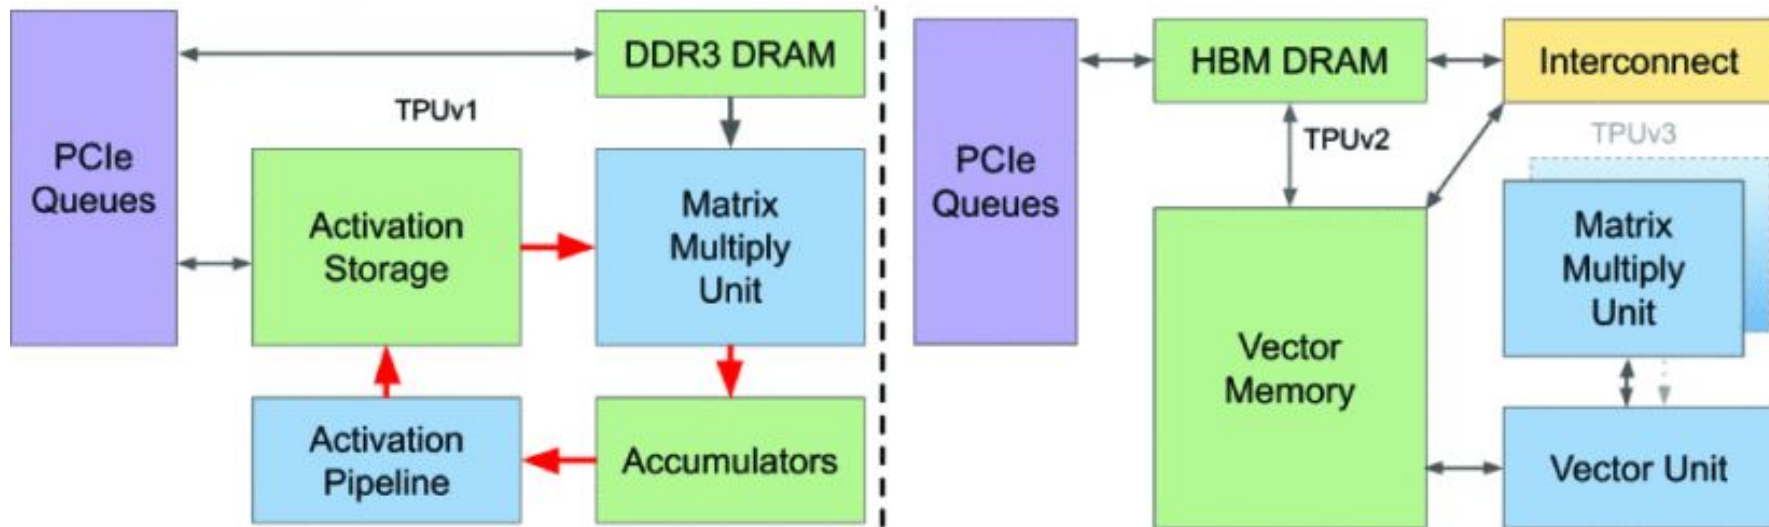 DDR3 DRAM
TPUv1
PCIe
Queues
Activation
Storage
Matrix
Multiply
Unit
Activation
Pipeline
Accumulators
HBM DRAM
Interconnect
TPUv2
TPUv3
PCIe
Queues
Matrix
Multiply
Unit
Vector
Memory
Vector Unit